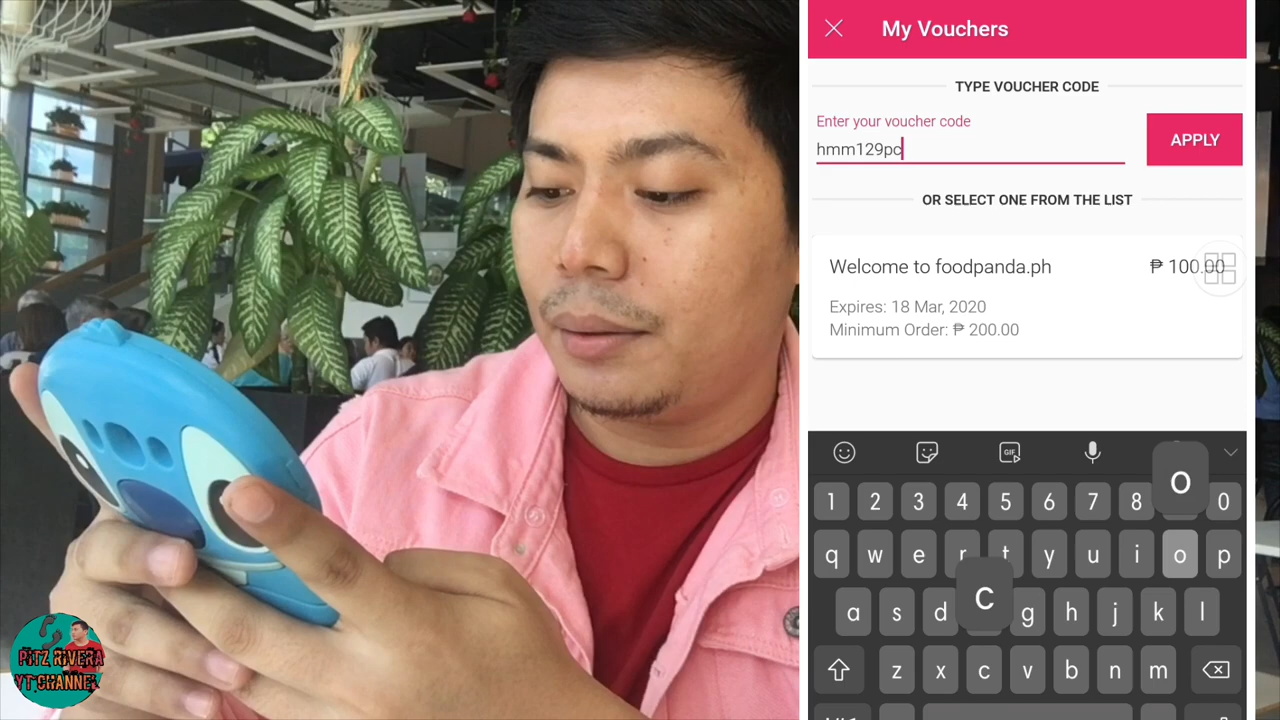 My Vouchers
TYPE VOUCHER CODE
Enter your voucher code
hmm129pc
APPLY
OR SELECT ONE FROM THE LIST
Welcome to foodpanda.ph
₱ 100.00
Expires: 18 Mar, 2020
Minimum Order: ₱ 200.00
GIF
o
1 2 3 4 5 6 7 8 0
q w e r t y u i o p
c
a s d g h j k l
z x c v b n m
PITZ RIVERA
YT CHANNEL